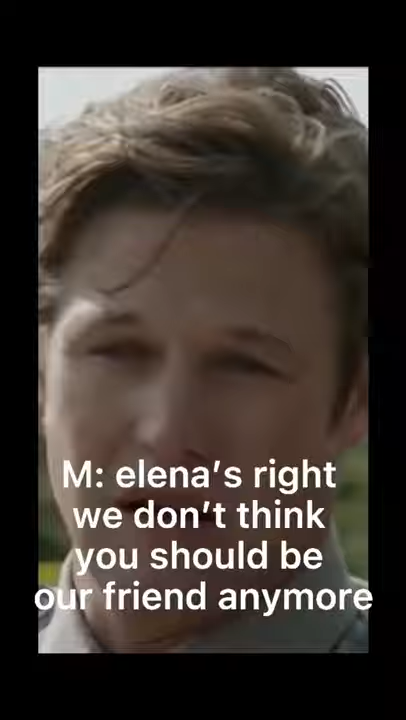 M: elena’s right
we don’t think
you should be
our friend anymore